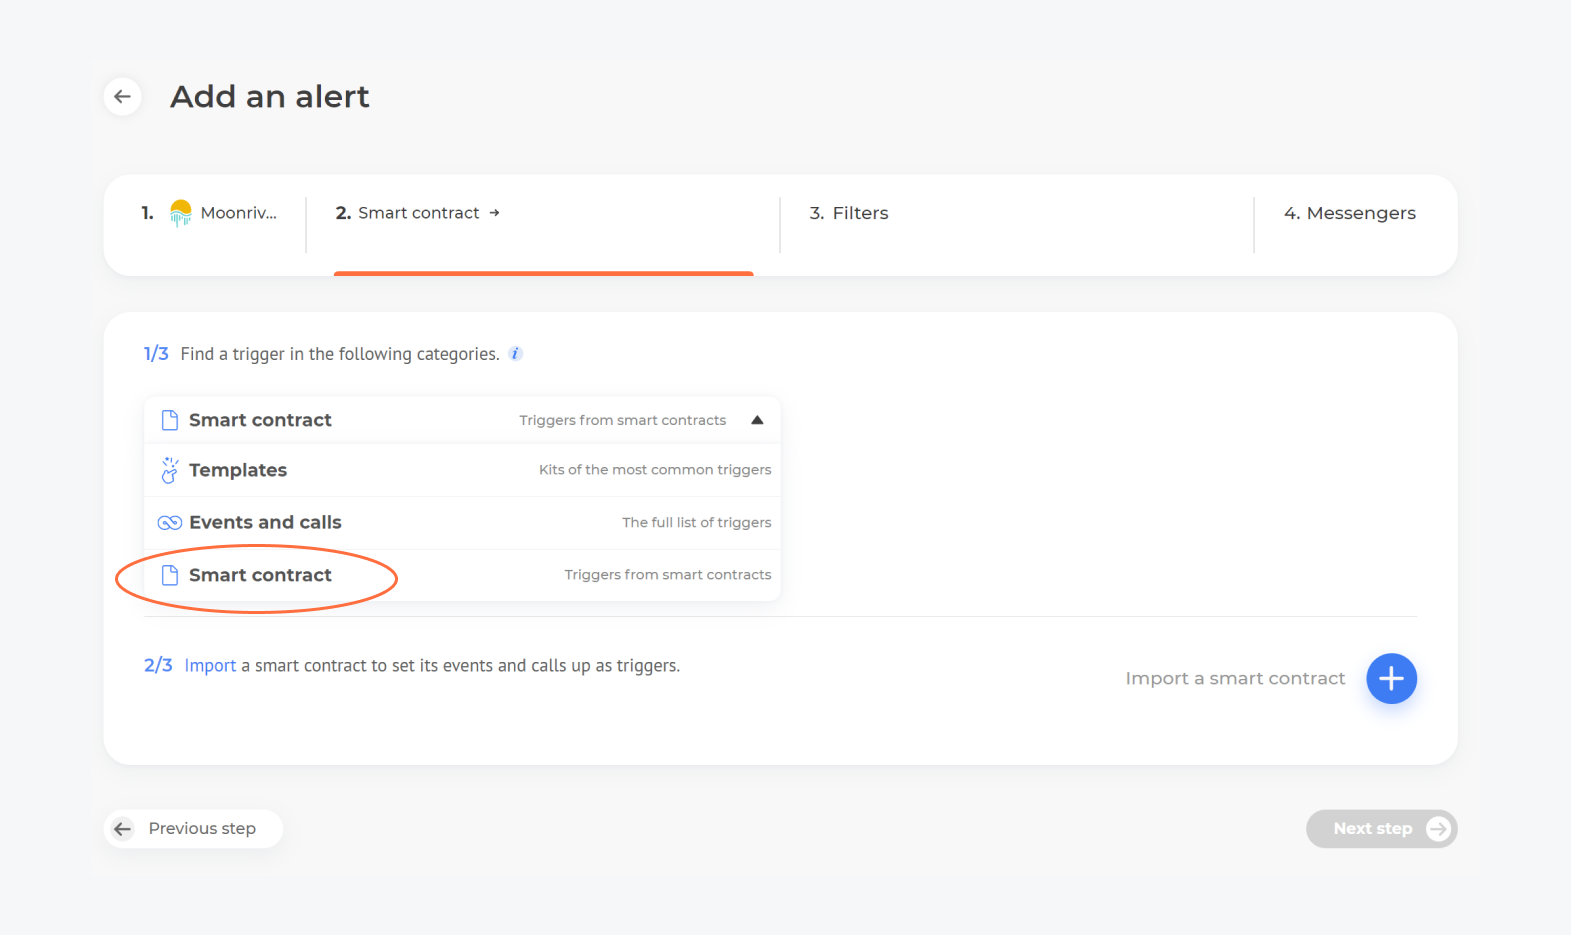 Add an alert
1. Moonriv...
2. Smart contract →
3. Filters
4. Messengers
1/3 Find a trigger in the following categories. i
Smart contract Triggers from smart contracts
Templates Kits of the most common triggers
Events and calls The full list of triggers
Smart contract Triggers from smart contracts
2/3 Import a smart contract to set its events and calls up as triggers.
Import a smart contract
Previous step
Next step